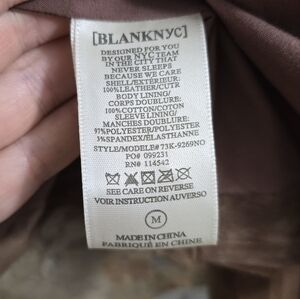 [BLANKNYC]
DESIGNED FOR YOU
BY OUR NYC TEAM
IN THE CITY THAT
NEVER SLEEPS
BECAUSE WE CARE
SHELL/EXTERIEUR/
100%LEATHER/CUIR
BODY LINING/
CORPS DOUBLURE:
100%COTTON/COTON
SLEEVE LINING/
MANCHES DOUBLURE:
97%POLYESTER/POLYESTER
3%SPANDEX/ÉLASTHANNE
STYLE/MODELE# 73K-9269NO
PO# 099231
RN# 114542
SEE CARE ON REVERSE
VOIR INSTRUCTION AUVERSO
M
MADE IN CHINA
FABRIQUÉ EN CHINE